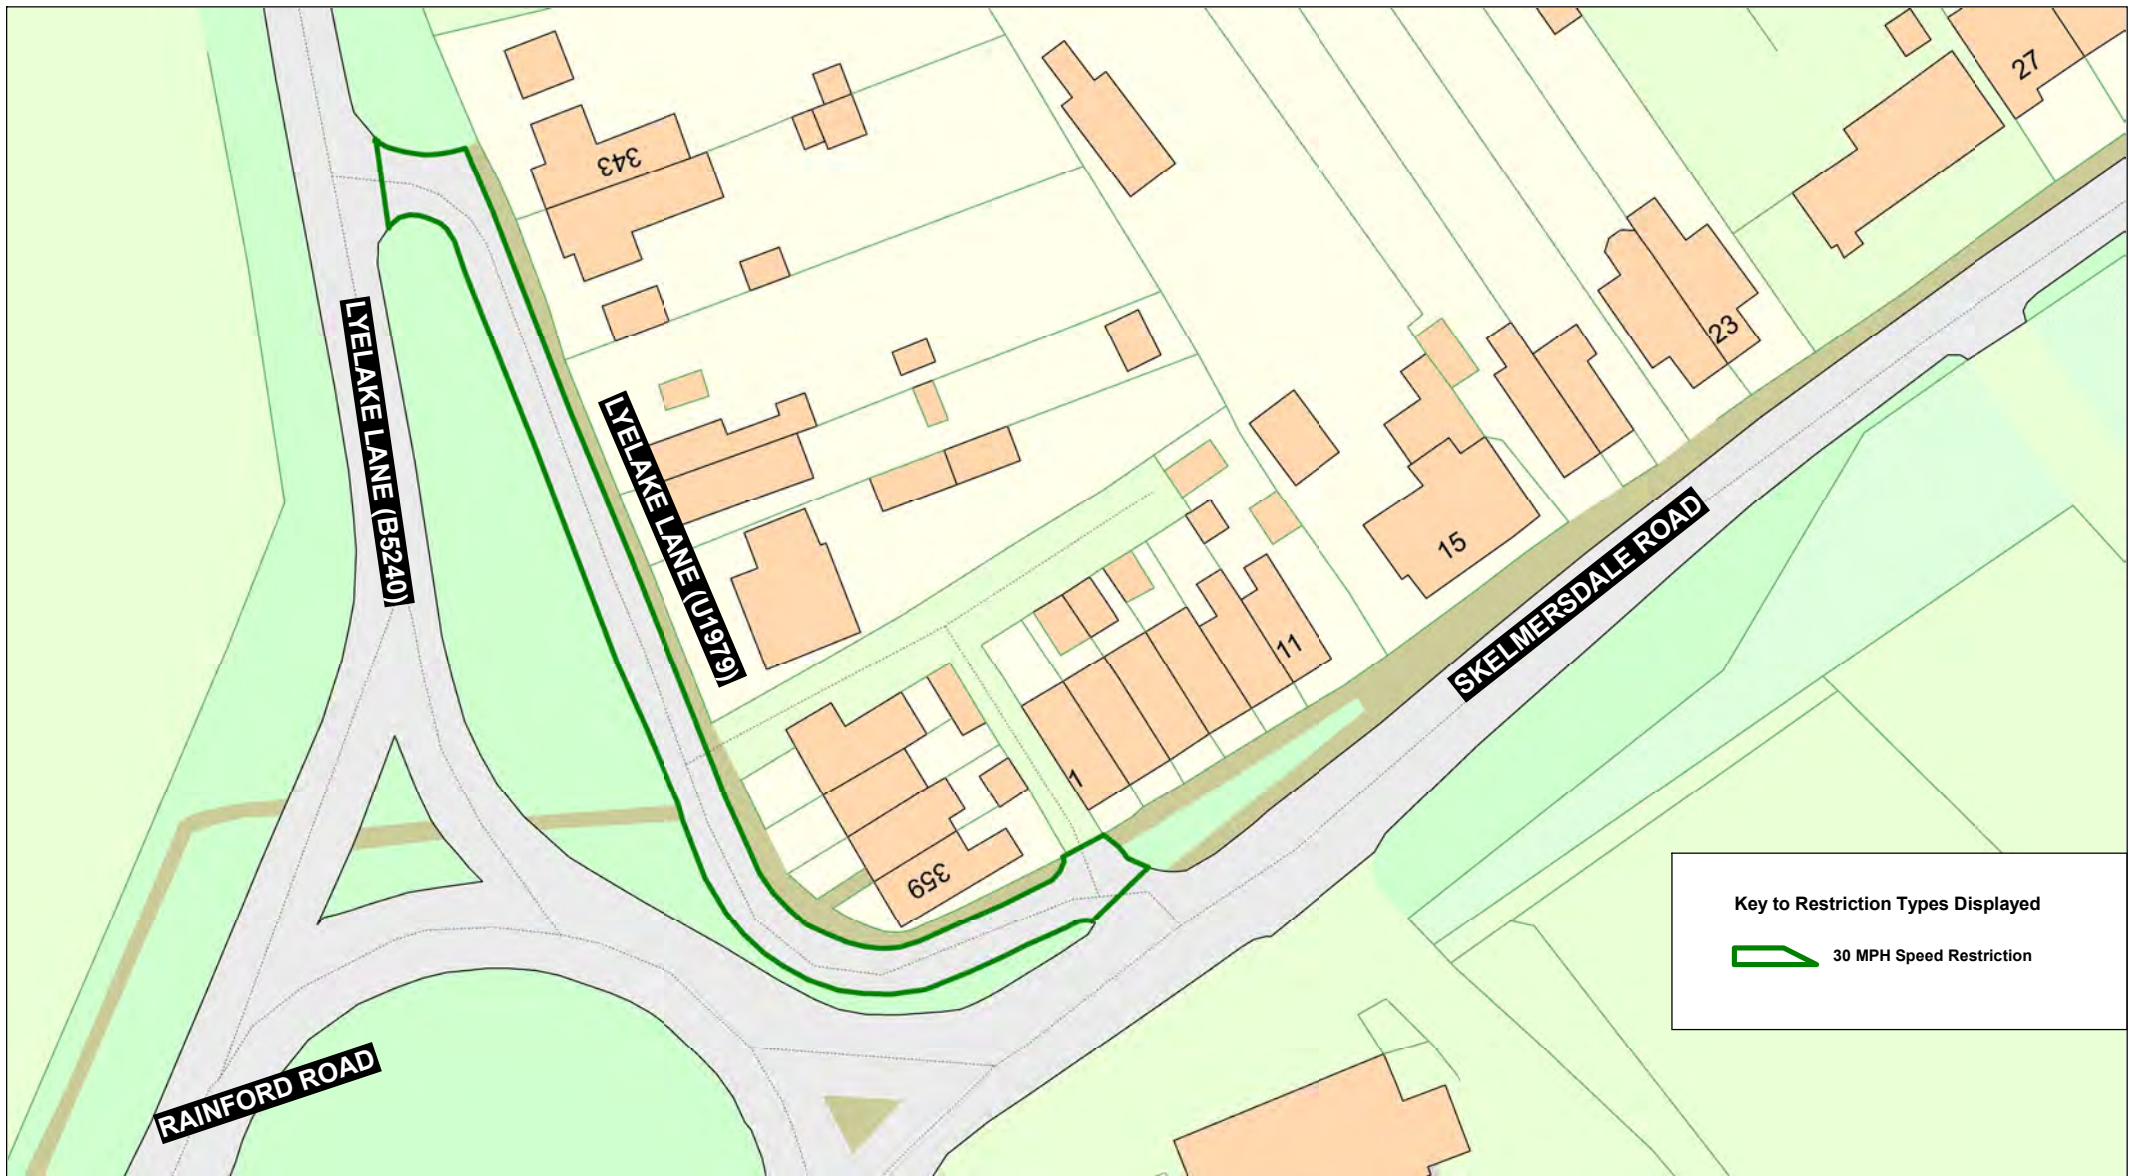 27
343
23
LYELAKE LANE (B5240)
LYELAKE LANE (U1979)
15
SKELMERSDALE ROAD
11
1
359
Key to Restriction Types Displayed
30 MPH Speed Restriction
RAINFORD ROAD